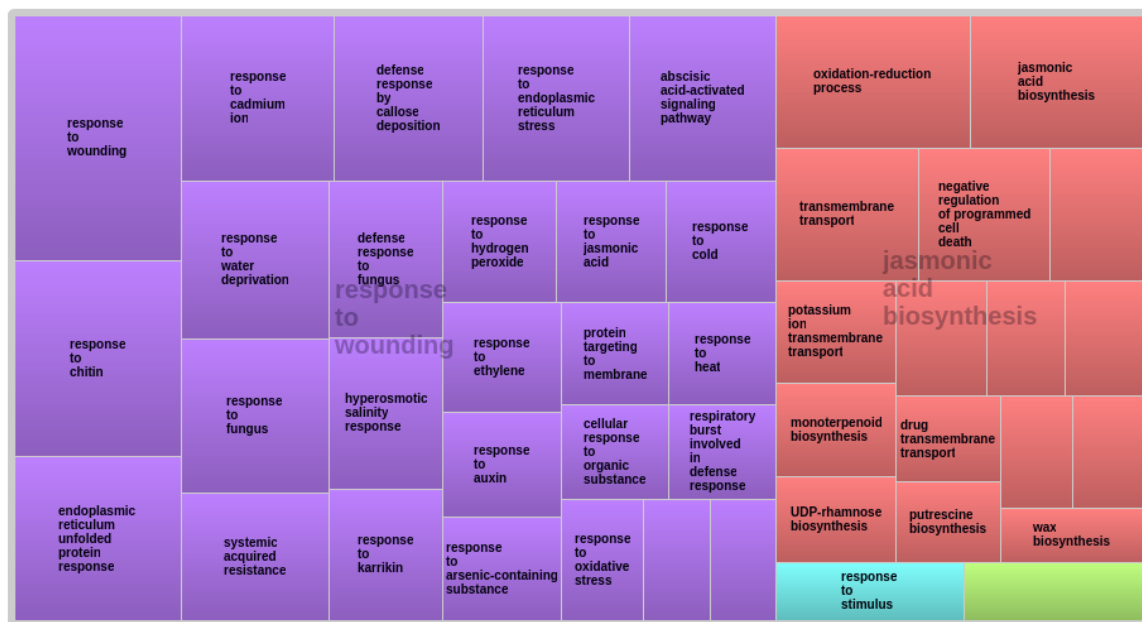 response
to
wounding
response
to
cadmium
ion
defense
response
by
callose
deposition
response
to
endoplasmic
reticulum
stress
abscisic
acid-activated
signaling
pathway
oxidation-reduction
process
jasmonic
acid
biosynthesis
response
to
water
deprivation
defense
response
to
fungus
response
to
hydrogen
peroxide
response
to
jasmonic
acid
response
to
cold
transmembrane
transport
negative
regulation
of programmed
cell
death
response
to
wounding
jasmonic
acid
biosynthesis
response
to
chitin
response
to
fungus
hyperosmotic
salinity
response
response
to
ethylene
protein
targeting
to
membrane
response
to
heat
potassium
ion
transmembrane
transport
response
to
auxin
cellular
response
to
organic
substance
respiratory
burst
involved
in
defense
response
monoterpenoid
biosynthesis
drug
transmembrane
transport
endoplasmic
reticulum
unfolded
protein
response
systemic
acquired
resistance
response
to
karrikin
response
to
arsenic-containing
substance
response
to
oxidative
stress
UDP-rhamnose
biosynthesis
putrescine
biosynthesis
wax
biosynthesis
response
to
stimulus